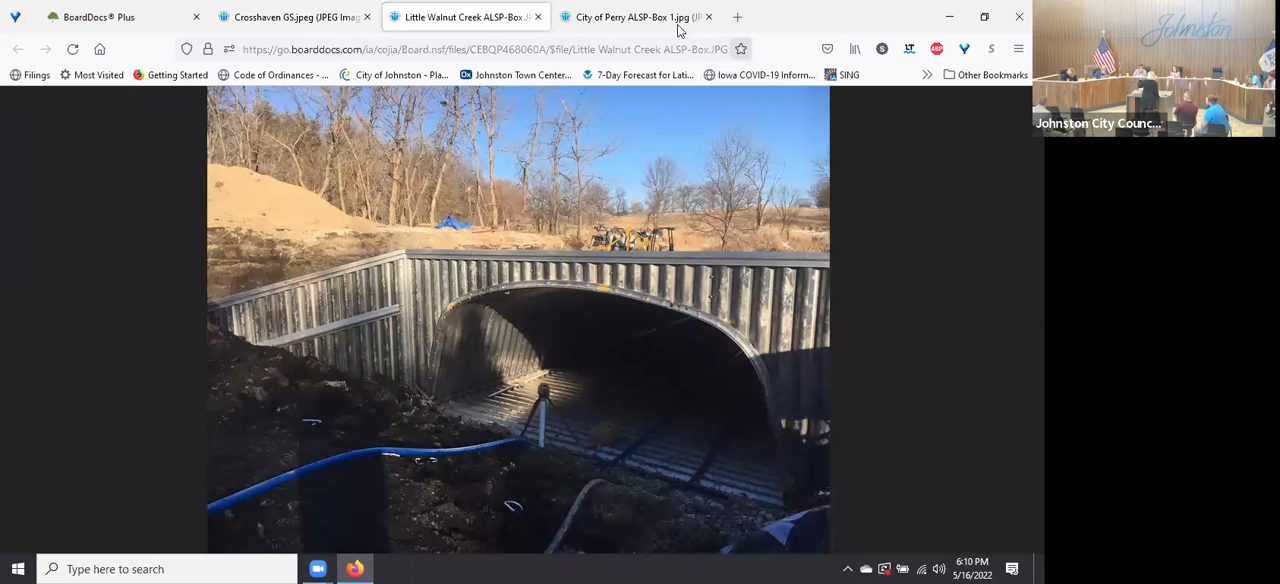 BoardDocs® Plus
Crosshaven GS.jpeg (JPEG Imag
Little Walnut Creek ALSP-Box.J
City of Perry ALSP-Box 1.jpg (JP
https://go.boarddocs.com/ia/cojia/Board.nsf/files/CEBQP468060A/$file/Little Walnut Creek ALSP-Box.JPG
Filings
Most Visited
Getting Started
Code of Ordinances - ...
City of Johnston - Pla...
Johnston Town Center...
7-Day Forecast for Lati...
Iowa COVID-19 Inform...
SING
Other Bookmarks
Johnston
Johnston City Counc...
Type here to search
6:10 PM
5/16/2022